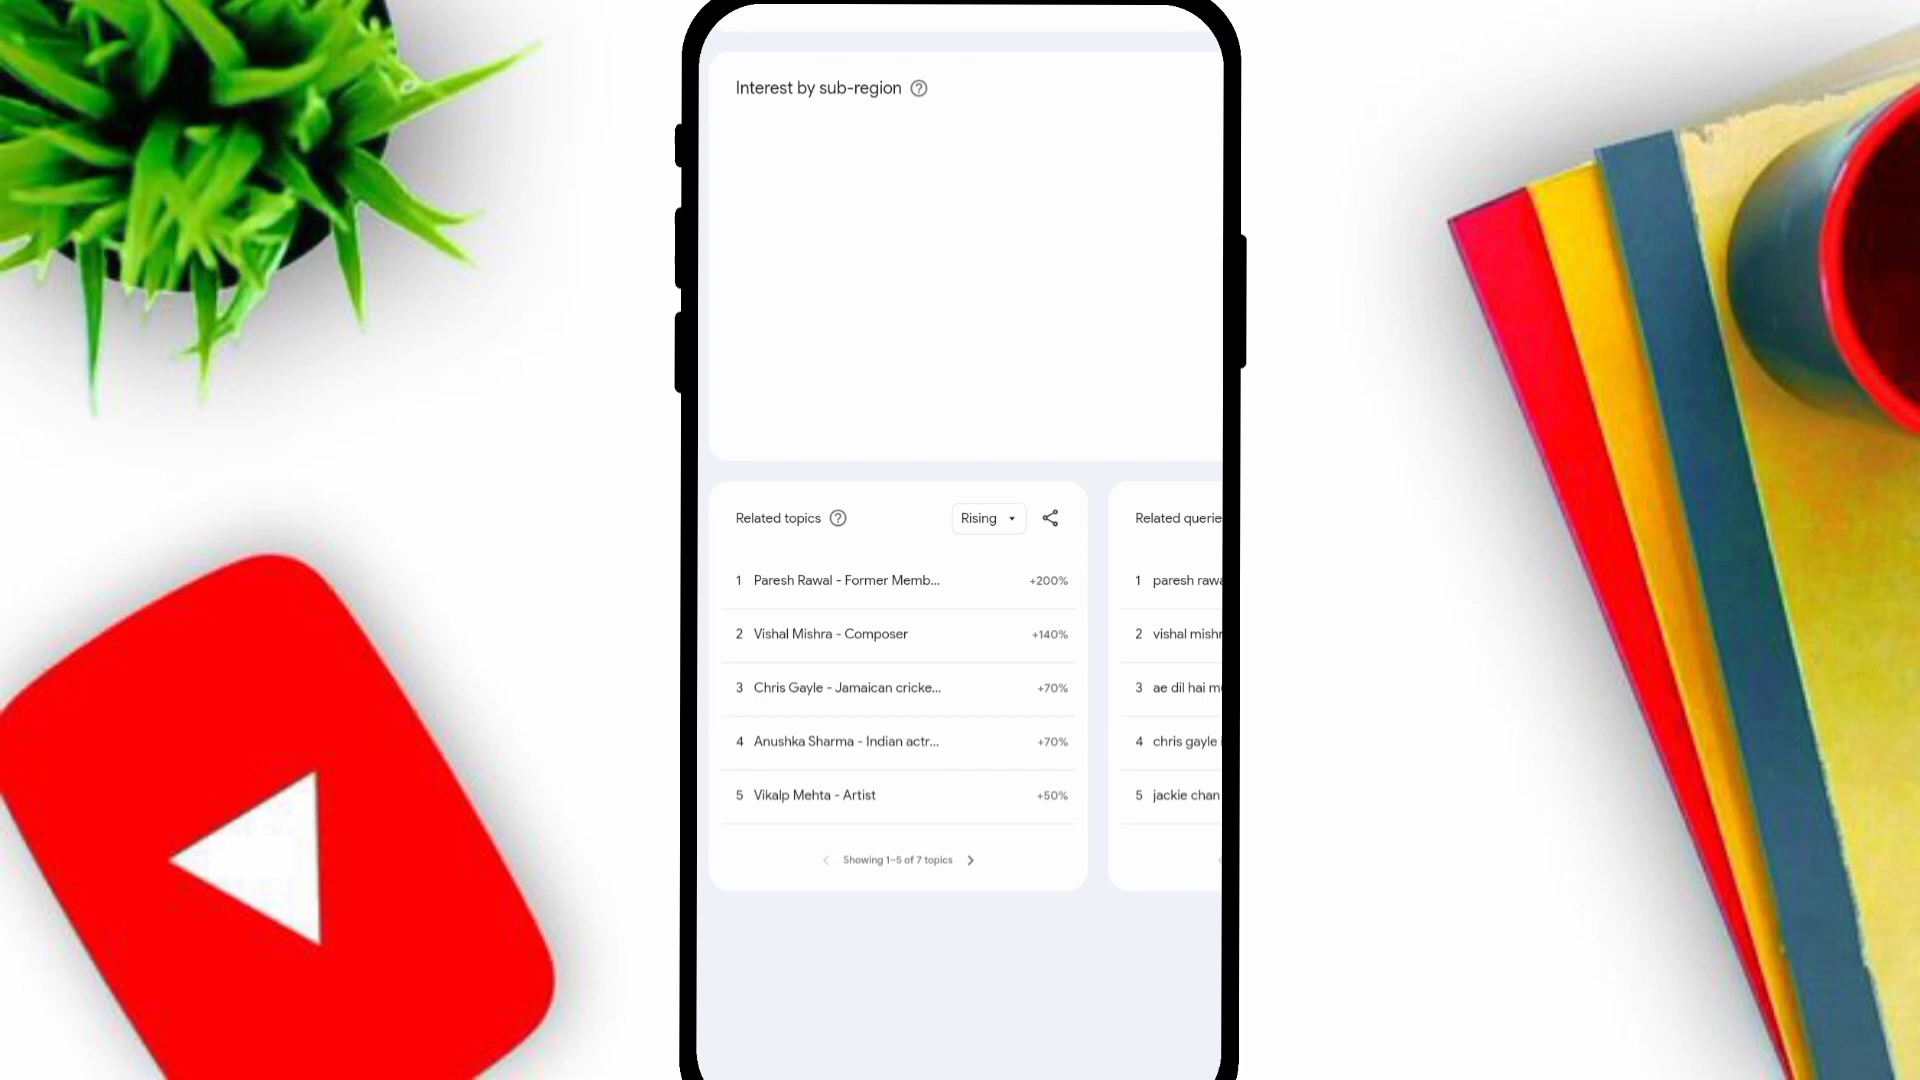 Interest by sub-region
Related topics
Rising
1 Paresh Rawal - Former Memb... +200%
2 Vishal Mishra - Composer +140%
3 Chris Gayle - Jamaican cricke... +70%
4 Anushka Sharma - Indian actr... +70%
5 Vikalp Mehta - Artist +50%
Showing 1-5 of 7 topics
Related querie
1 paresh rawa
2 vishal mishr
3 ae dil hai m
4 chris gayle
5 jackie chan